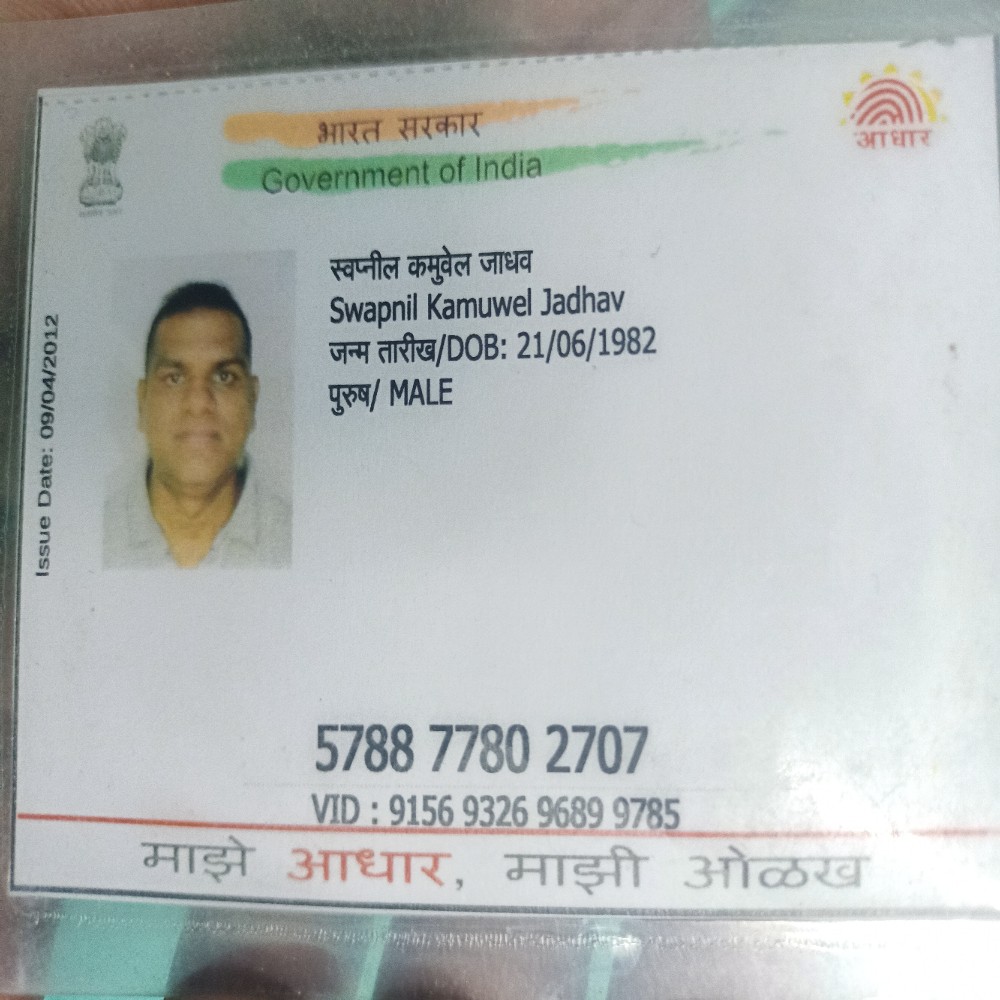 भारत सरकार
Government of India
आधार
Issue Date: 09/04/2012
स्वप्नील कमुवेल जाधव
Swapnil Kamuwel Jadhav
जन्म तारीख/DOB: 21/06/1982
पुरुष/ MALE
5788 7780 2707
VID : 9156 9326 9689 9785
माझे आधार, माझी ओळख